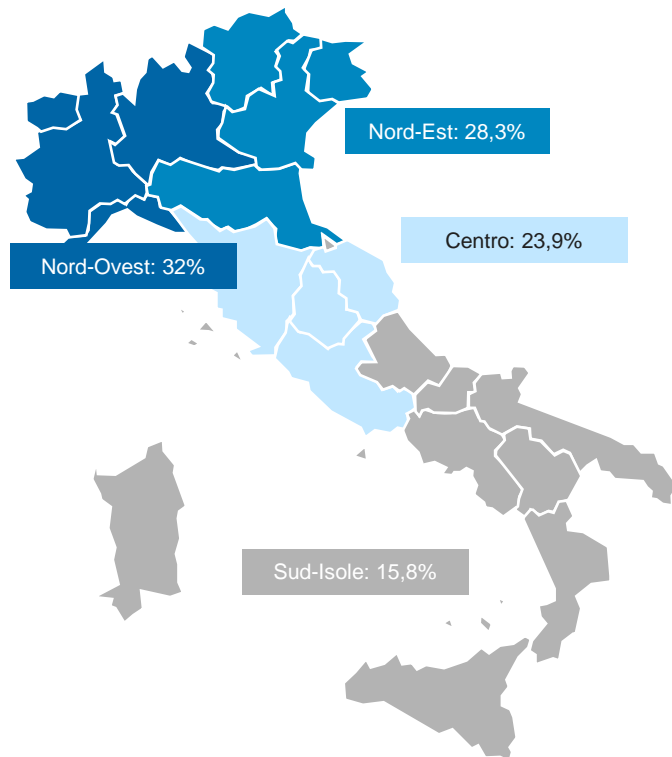 Nord-Est: 28,3%
Centro: 23,9%
Nord-Ovest: 32%
Sud-Isole: 15,8%